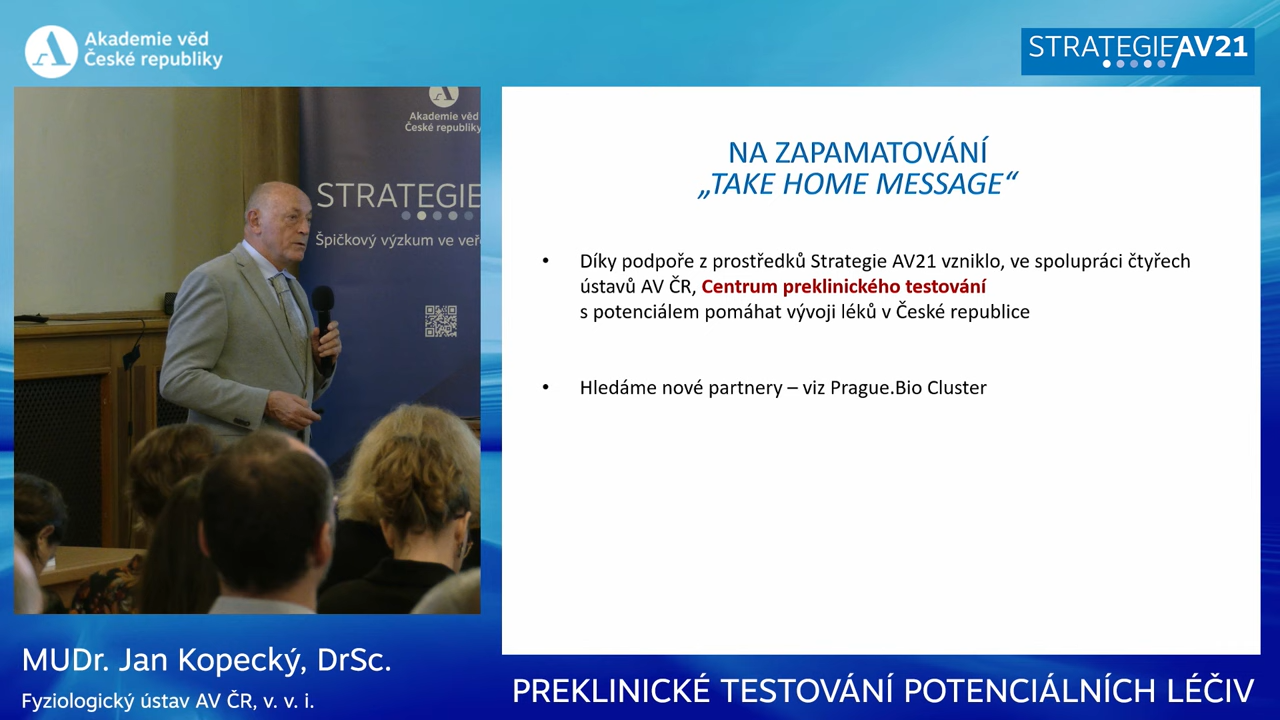 Akademie věd
České republiky
STRATEGIE AV21
Akademie věd
České republiky
STRATEGIE
Špičkový výzkum ve
NA ZAPAMATOVÁNÍ
„TAKE HOME MESSAGE“
• Díky podpoře z prostředků Strategie AV21 vzniklo, ve spolupráci čtyřech
ústavů AV ČR, Centrum preklinického testování
s potenciálem pomáhat vývoji léků v České republice
• Hledáme nové partnery – viz Prague.Bio Cluster
MUDr. Jan Kopecký, DrSc.
Fyziologický ústav AV ČR, v. v. i.
PREKLINICKÉ TESTOVÁNÍ POTENCIÁLNÍCH LÉČIV